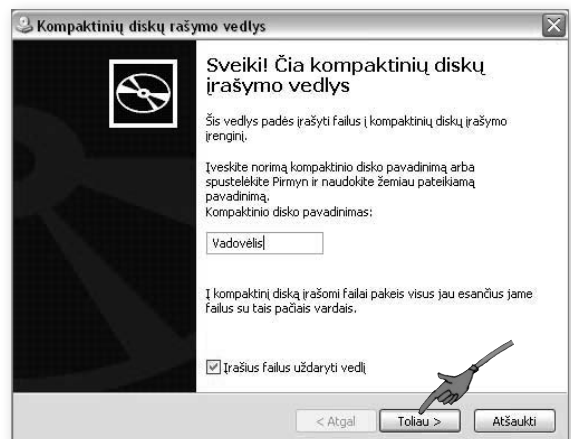 Kompaktinių diskų rašymo vedlys
Sveiki! Čia kompaktinių diskų
įrašymo vedlys
Šis vedlys padės įrašyti failus į kompaktinių diskų įrašymo
įrenginį.
Įveskite norimą kompaktinio disko pavadinimą arba
spustelėkite Pirmyn ir naudokite žemiau pateikiamą
pavadinimą.
Kompaktinio disko pavadinimas:
Vadovėlis
Į kompaktinį diską įrašomi failai pakeis visus jau esančius jame
failus su tais pačiais vardais.
Įrašius failus uždaryti vedlį
< Atgal Toliau > Atšaukti